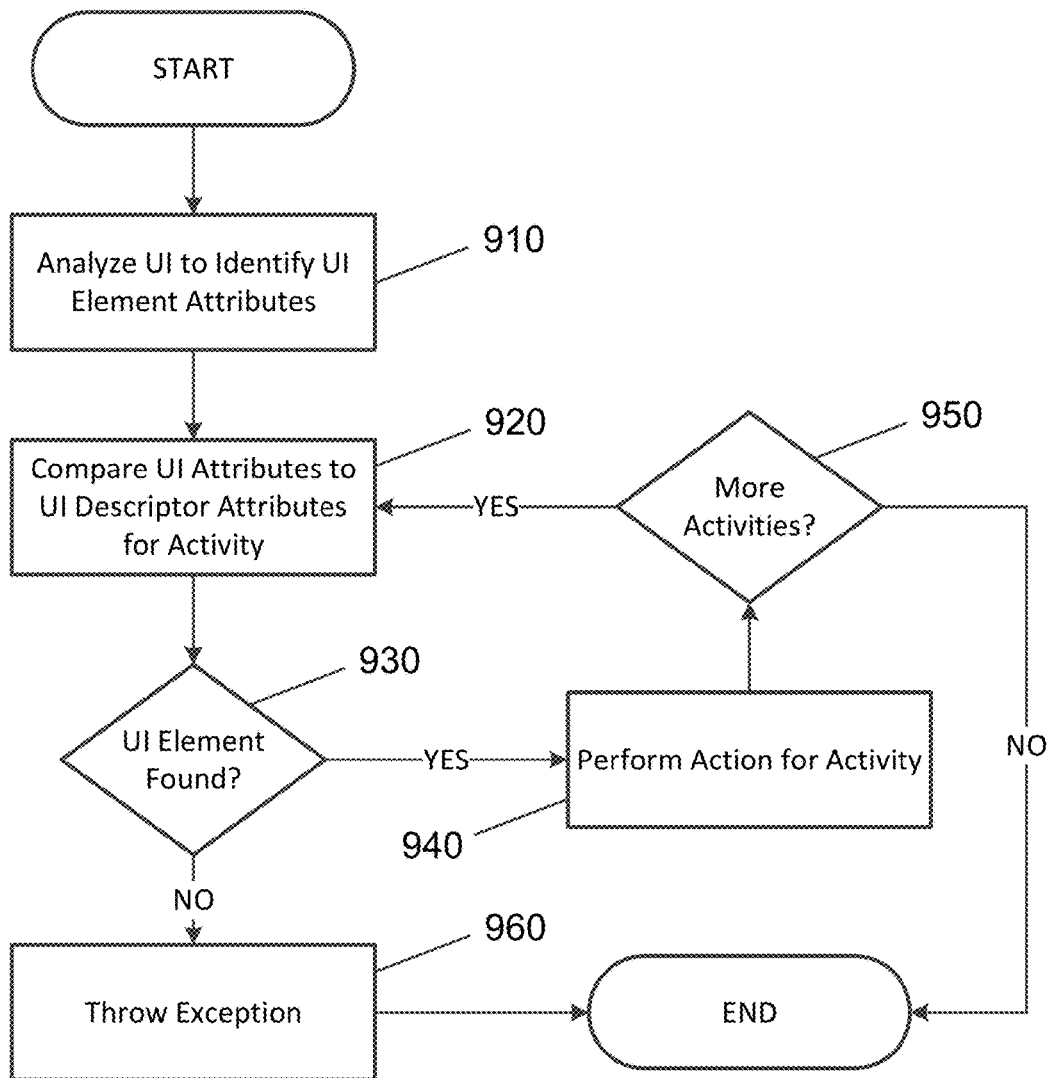 START
910
Analyze UI to Identify UI
Element Attributes
920
Compare UI Attributes to
UI Descriptor Attributes
for Activity
950
More
Activities?
YES
930
UI Element
Found?
YES
Perform Action for Activity
940
NO
NO
960
Throw Exception
END